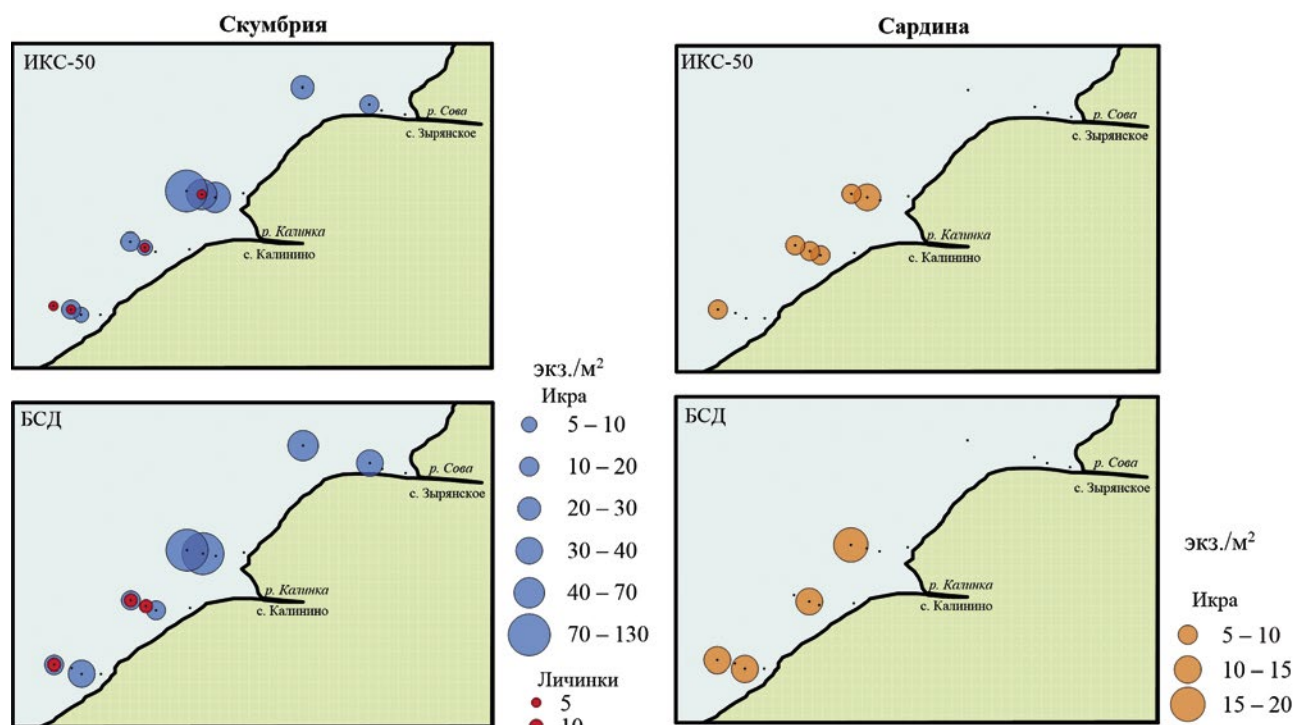 Скумбрия
ИКС-50
р. Сова
с. Зырянское
р. Калинка
с. Калинино
Сардина
ИКС-50
р. Сова
с. Зырянское
р. Калинка
с. Калинино
БСД
р. Сова
с. Зырянское
р. Калинка
с. Калинино
экз./м²
Икра
5 – 10
10 – 20
20 – 30
30 – 40
40 – 70
70 – 130
Личинки
5
10
БСД
р. Сова
с. Зырянское
р. Калинка
с. Калинино
экз./м²
Икра
5 – 10
10 – 15
15 – 20